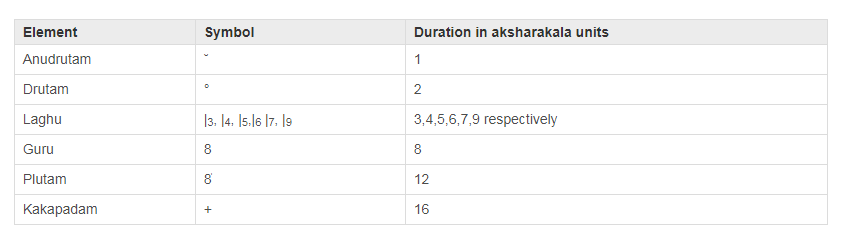 Element Symbol Duration in aksharakala units
Anudrutam ˘ 1
Drutam ° 2
Laghu |₃, |₄, |₅,|₆ |₇, |₉ 3,4,5,6,7,9 respectively
Guru 8 8
Plutam 8̍ 12
Kakapadam + 16